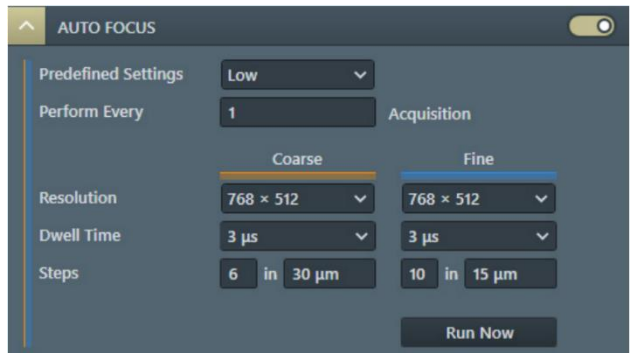 AUTO FOCUS
Predefined Settings Low
Perform Every 1 Acquisition
Coarse Fine
Resolution 768 × 512 768 × 512
Dwell Time 3 µs 3 µs
Steps 6 in 30 µm 10 in 15 µm
Run Now